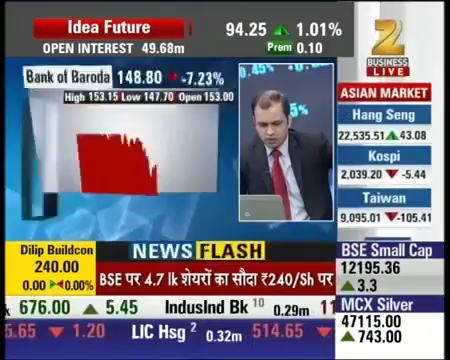 Idea Future
94.25 1.01%
OPEN INTEREST 49.68m
Prem 0.10
Z
BUSINESS
LIVE
Bank of Baroda 148.80 -7.23%
High 153.15 Low 147.70 Open 153.00
ASIAN MARKET
Hang Seng
22,535.51 43.08
Kospi
2,039.20 -5.44
Taiwan
9,095.01 -105.41
Dilip Buildcon
240.00
0.00 0.00%
NEWS FLASH
BSE पर 4.7 lk शेयरों का सौदा ₹240/Sh पर
BSE Small Cap
12195.36
3.3
MCX Silver
47115.00
743.00
676.00 5.45 IndusInd Bk 10 0.29m
5.65 1.20 LIC Hsg 2 0.32m 514.65